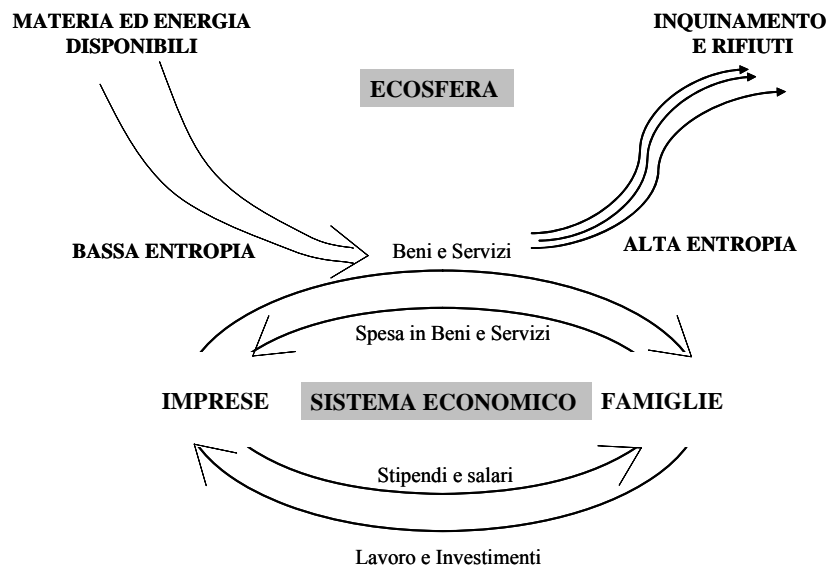 MATERIA ED ENERGIA
DISPONIBILI
INQUINAMENTO
E RIFIUTI
ECOSFERA
BASSA ENTROPIA
Beni e Servizi
ALTA ENTROPIA
Spesa in Beni e Servizi
IMPRESE
SISTEMA ECONOMICO
FAMIGLIE
Stipendi e salari
Lavoro e Investimenti